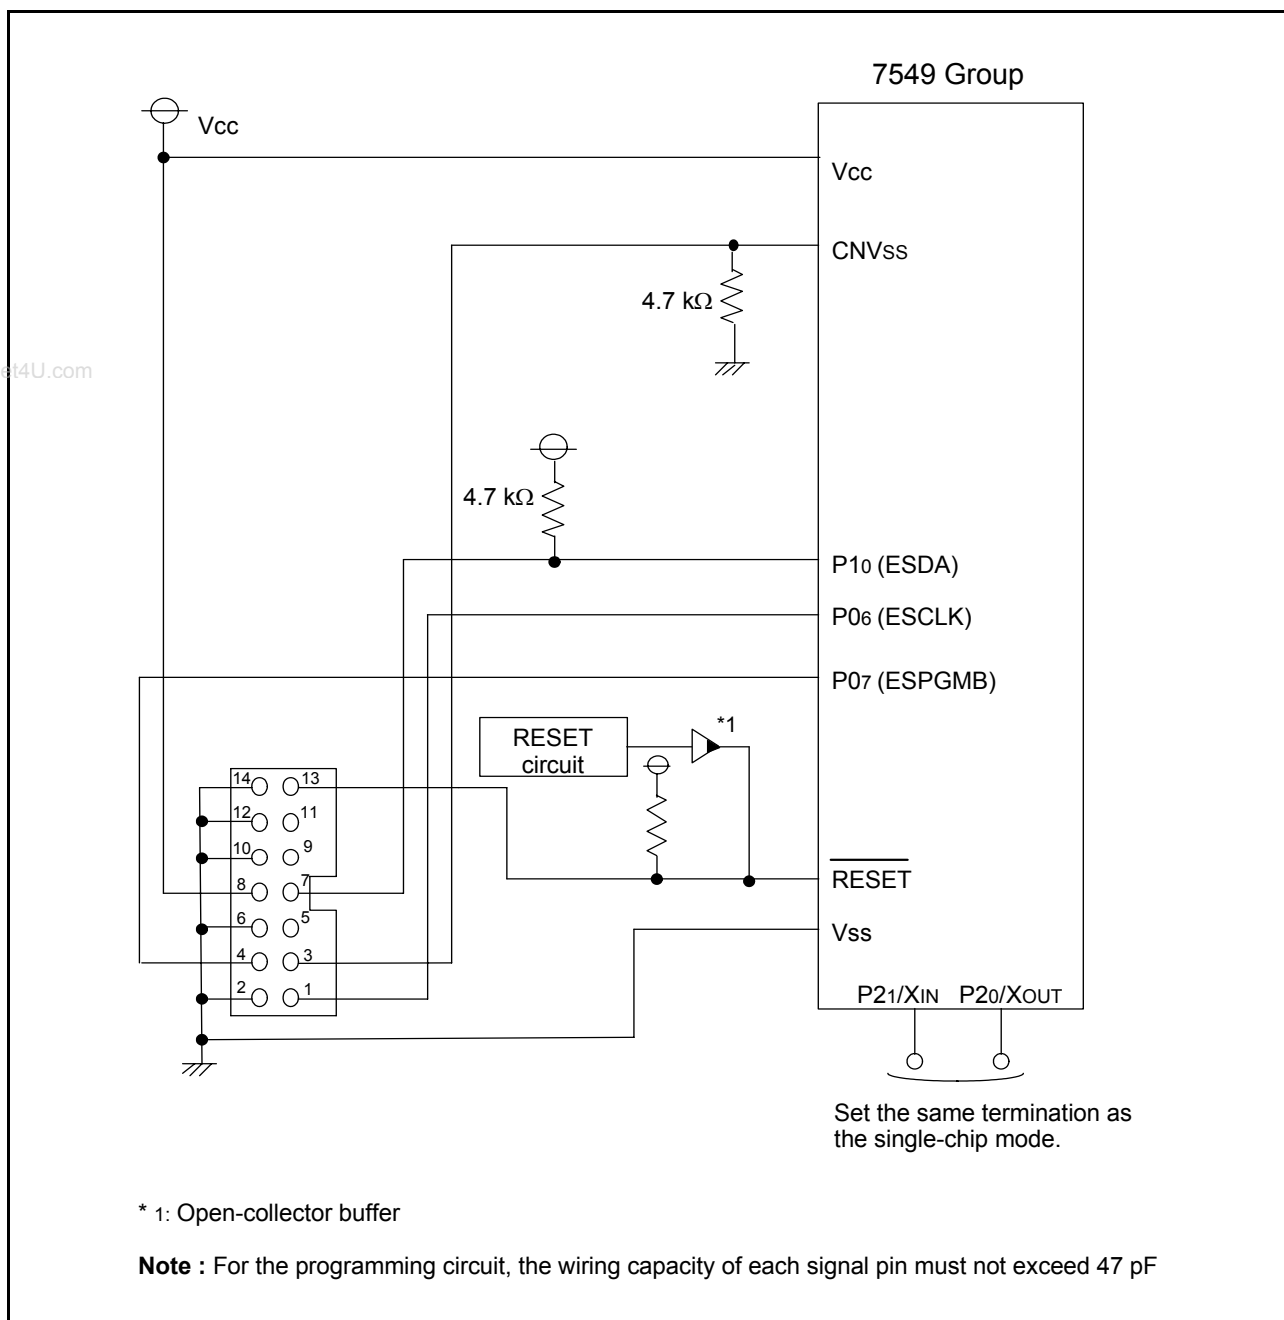 7549 Group
Vcc
Vcc
CNVSS
4.7 kΩ
et4U.com
4.7 kΩ
P10 (ESDA)
P06 (ESCLK)
P07 (ESPGMB)
*1
RESET
circuit
14 13
12 11
10 9
8 7
6 5
4 3
2 1
RESET
Vss
P21/XIN P20/XOUT
Set the same termination as
the single-chip mode.
* 1: Open-collector buffer
Note : For the programming circuit, the wiring capacity of each signal pin must not exceed 47 pF